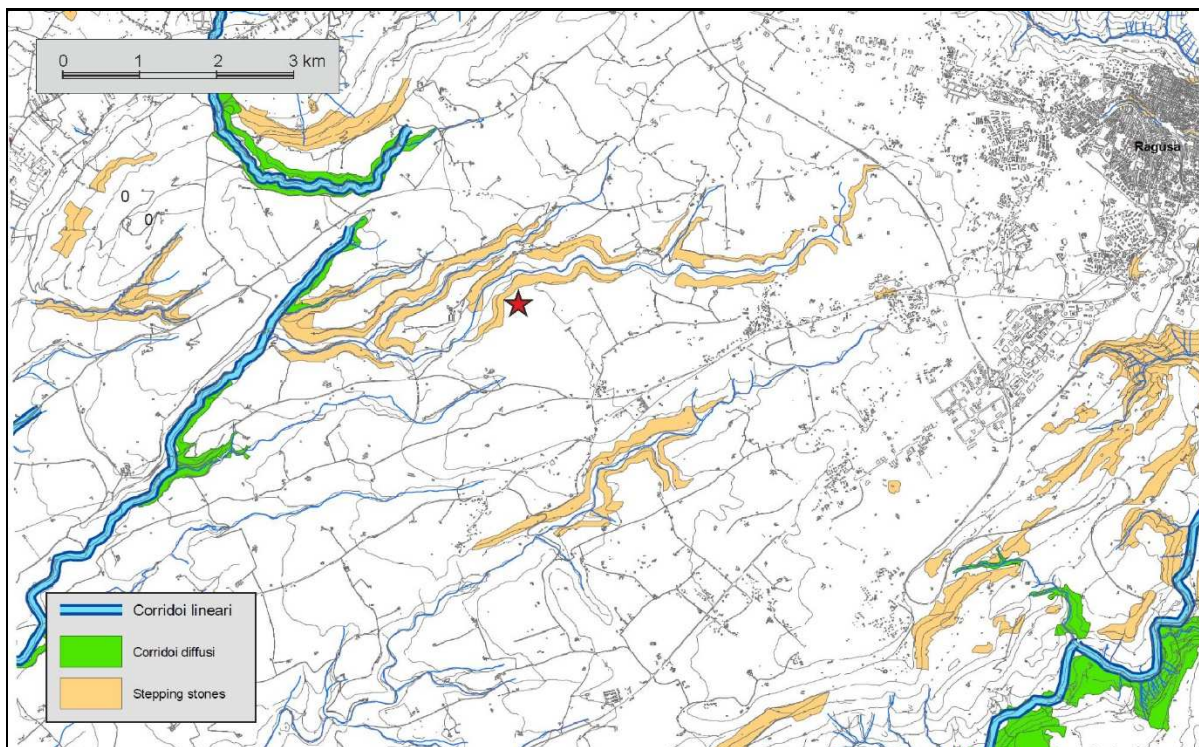 0 1 2 3 km
Ragusa
0
0
Corridoi lineari
Corridoi diffusi
Stepping stones